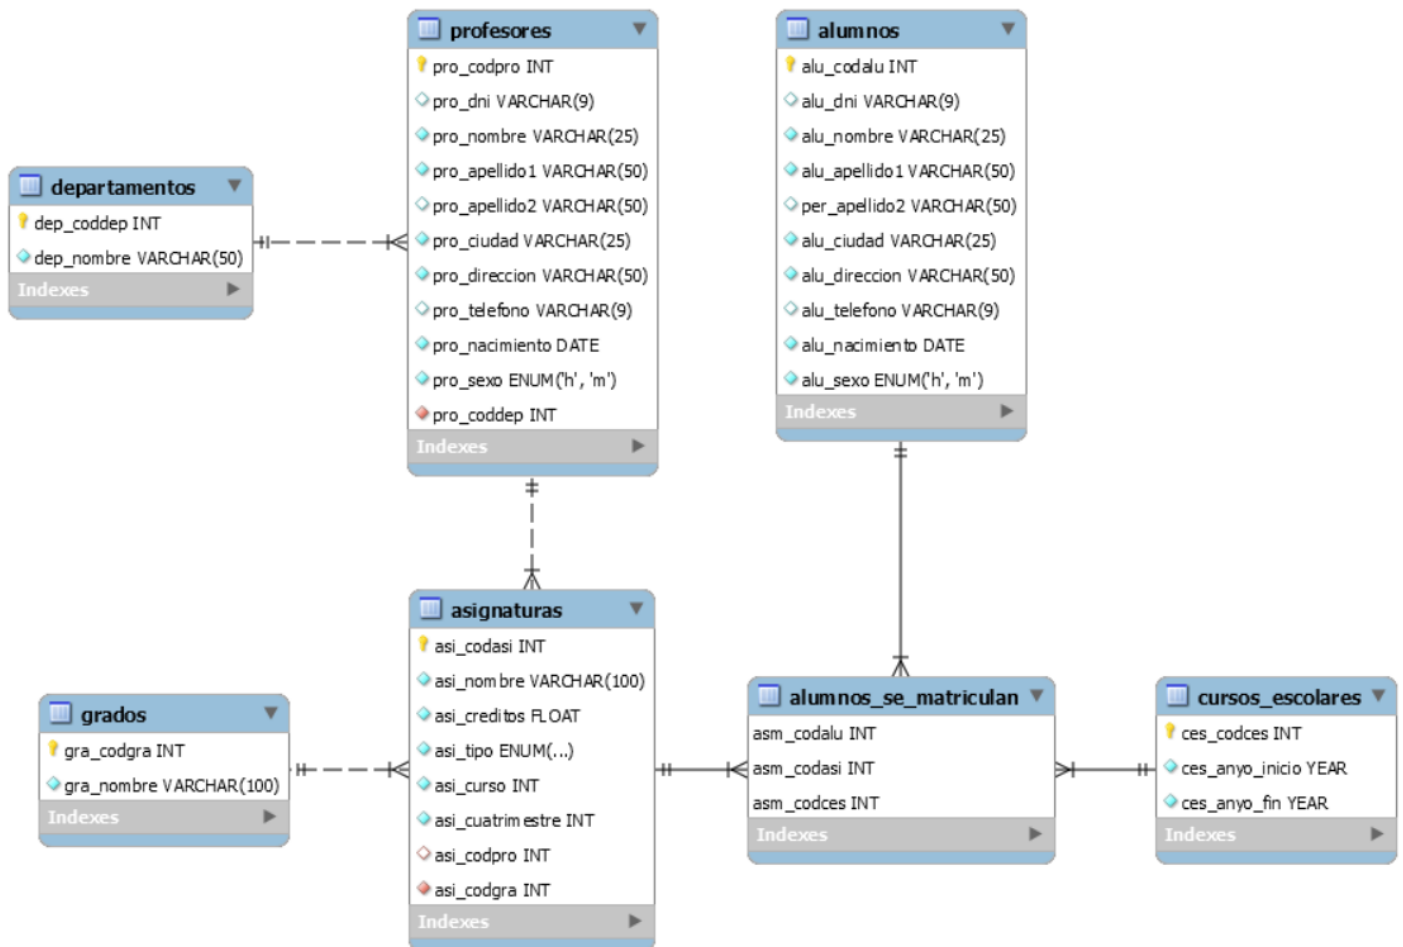 profesores
pro_codpro INT
pro_dni VARCHAR(9)
pro_nombre VARCHAR(25)
pro_apellido1 VARCHAR(50)
pro_apellido2 VARCHAR(50)
pro_ciudad VARCHAR(25)
pro_direccion VARCHAR(50)
pro_telefono VARCHAR(9)
pro_nacimiento DATE
pro_sexo ENUM('h', 'm')
pro_coddep INT
Indexes
alumnos
alu_codalu INT
alu_dni VARCHAR(9)
alu_nombre VARCHAR(25)
alu_apellido1 VARCHAR(50)
per_apellido2 VARCHAR(50)
alu_ciudad VARCHAR(25)
alu_direccion VARCHAR(50)
alu_telefono VARCHAR(9)
alu_nacimiento DATE
alu_sexo ENUM('h', 'm')
Indexes
departamentos
dep_coddep INT
dep_nombre VARCHAR(50)
Indexes
asignaturas
asi_codasi INT
asi_nombre VARCHAR(100)
asi_creditos FLOAT
asi_tipo ENUM(...)
asi_curso INT
asi_cuatrimestre INT
asi_codpro INT
asi_codgra INT
Indexes
grados
gra_codgra INT
gra_nombre VARCHAR(100)
Indexes
alumnos_se_matriculan
asm_codalu INT
asm_codasi INT
asm_codces INT
Indexes
cursos_escolares
ces_codces INT
ces_anyo_inicio YEAR
ces_anyo_fin YEAR
Indexes